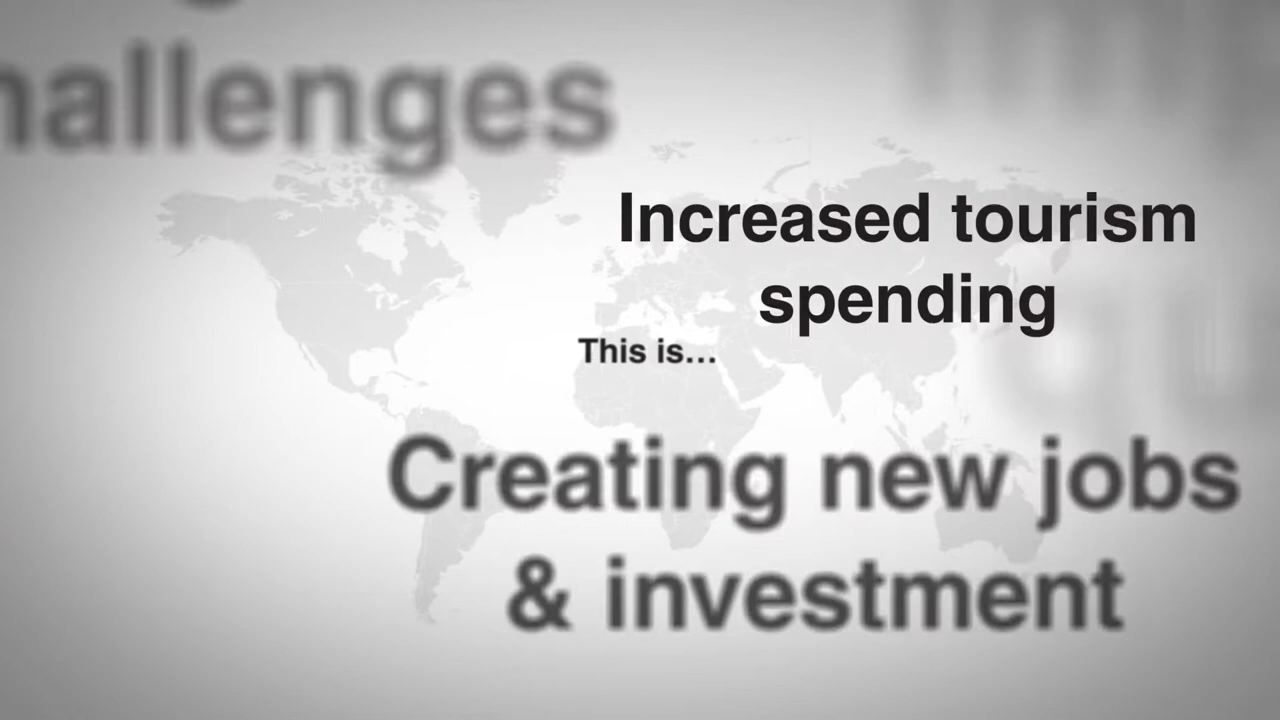 hallenges
Increased tourism
spending
This is...
Creating new jobs
& investment